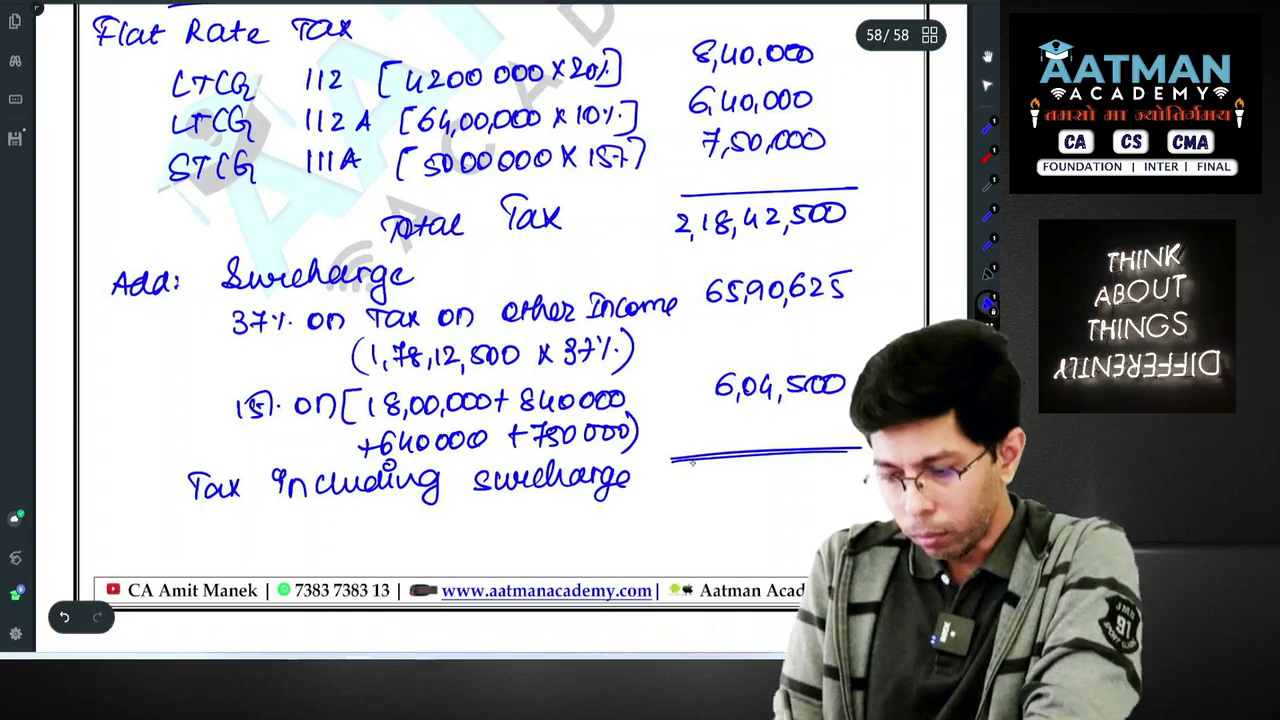 Flat Rate Tax
58/58
LTCG 112 [4200 000 × 20%] 8,40,000
LTCG 112 A [64,00,000 × 10%] 6,40,000
STCG 111A [5000000 × 15%) 7,50,000
Total Tax 2,18,42,500
Add: Surcharge
37% on Tax on other Income 65,90,625
(1,78,12,500 × 37%)
15% on [18,00,000+ 840000 6,04,500
+640000 +750000)
Tax including surcharge
CA Amit Manek | 7383 7383 13 | www.aatmanacademy.com | Aatman Acad
AATMAN
ACADEMY
तमसो मा ज्योतिर्गमय
CA CS CMA
FOUNDATION | INTER | FINAL
THINK
ABOUT
THINGS
DIFFERENTLY
JMB
91